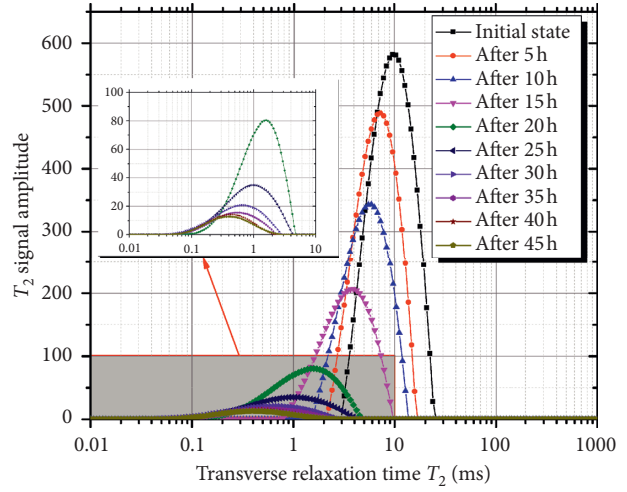 600
500
400
300
200
100
0
T2 signal amplitude
0.01 0.1 1 10 100 1000
Transverse relaxation time T2 (ms)
Initial state
After 5 h
After 10 h
After 15 h
After 20 h
After 25 h
After 30 h
After 35 h
After 40 h
After 45 h
100
80
60
40
20
0
0.01 0.1 1 10